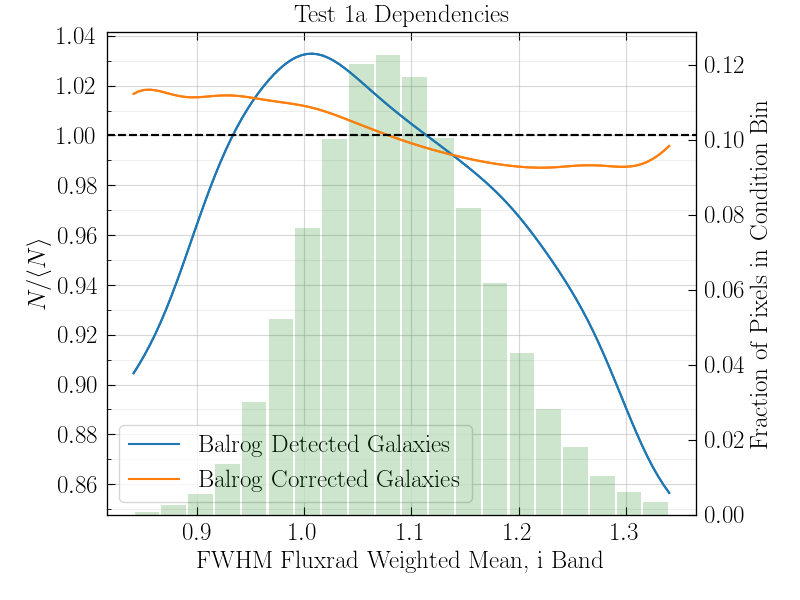 Test 1a Dependencies
1.04
1.02
1.00
0.98
0.96
0.94
0.92
0.90
0.88
0.86
N/⟨N⟩
0.12
0.10
0.08
0.06
0.04
0.02
0.00
Fraction of Pixels in Condition Bin
Balrog Detected Galaxies
Balrog Corrected Galaxies
0.9 1.0 1.1 1.2 1.3
FWHM Fluxrad Weighted Mean, i Band